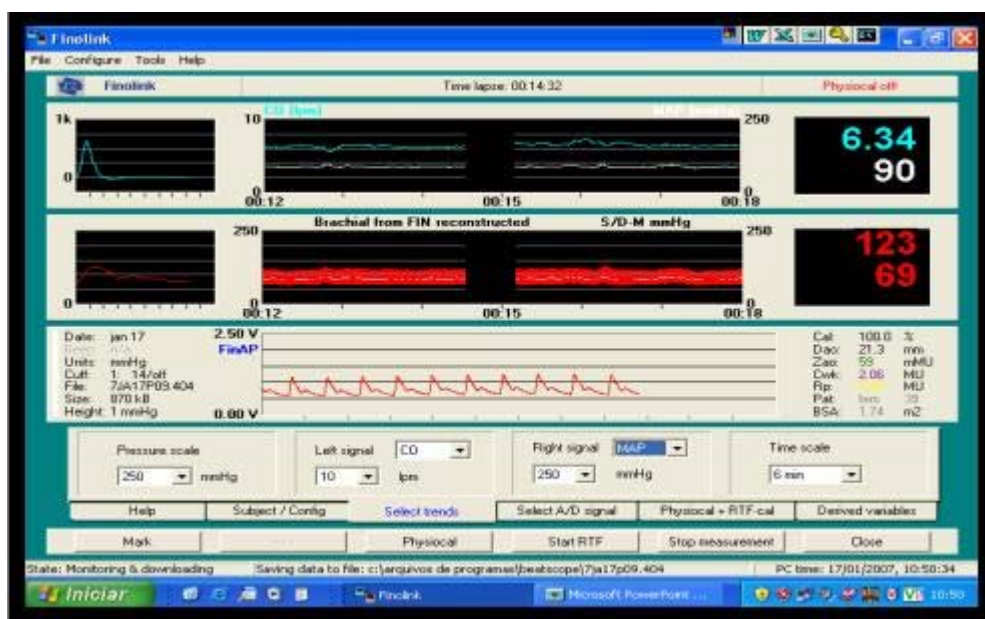 Finolink
File Configure Tools Help
Finolink Time lapse: 00:14:32 Physiocal off!
1k 10 CO (lpm) 250 6.34
90
0 0 0
00:12 00:15 00:18
Brachial from FIN reconstructed S/D-M mmHg
250 250 250 123
69
0 0 0
00:12 00:15 00:18
Date: jan 17 2.50 V Cal: 100.0 %
FinAP Dao: 21.3 mm
Units: mmHg Zao: 59 mMU
Cuff: 1: 14/off Cwk: 2.06 MU
File: 7JA17P09.404 Rp: MU
Size: 870 kB Pat: 39
Height: 1 mmHg 0.00 V BSA: 1.74 m2
Pressure scale Left signal CO Right signal MAP Time scale
250 mmHg 10 lpm 250 mmHg 6 min
Help Subject / Config Select trends Select A/D signal Physiocal + RTF-cal Derived variables
Mark Physiocal Start RTF Stop measurement Close
State: Monitoring & downloading Saving data to file: c:\arquivos de programas\beatscope\7ja17p09.404 PC time: 17/01/2007, 10:50:34
Iniciar Finolink Microsoft PowerPoint ... 10:50